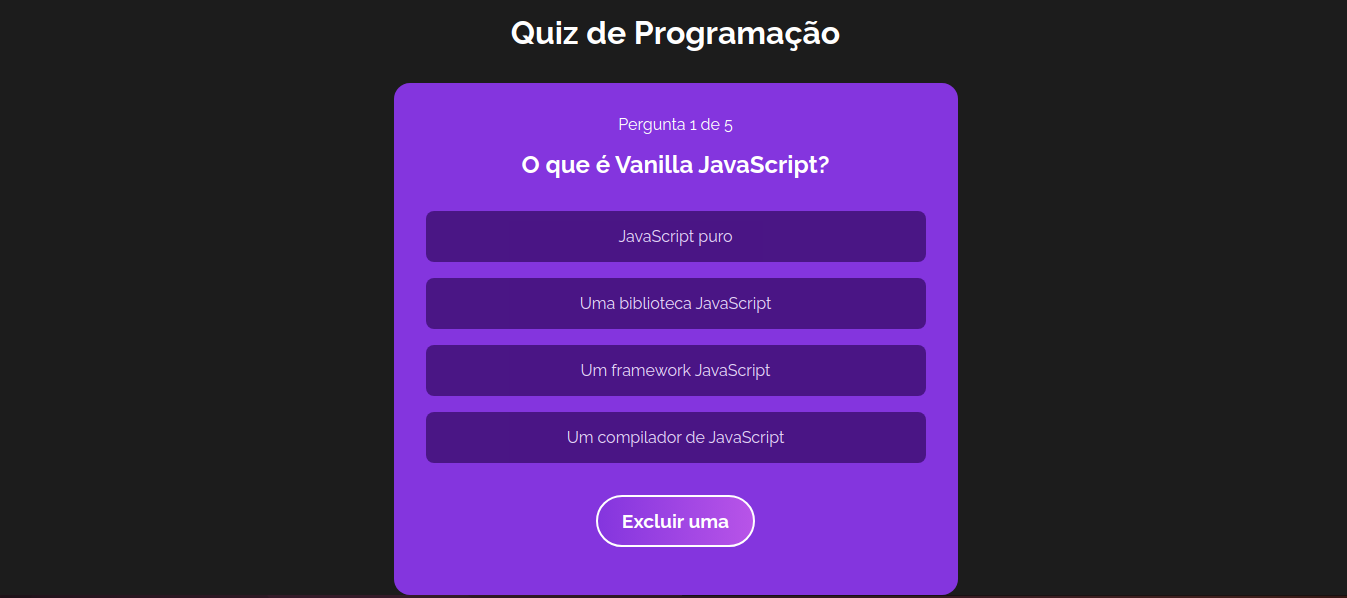 Quiz de Programação
Pergunta 1 de 5
O que é Vanilla JavaScript?
JavaScript puro
Uma biblioteca JavaScript
Um framework JavaScript
Um compilador de JavaScript
Excluir uma